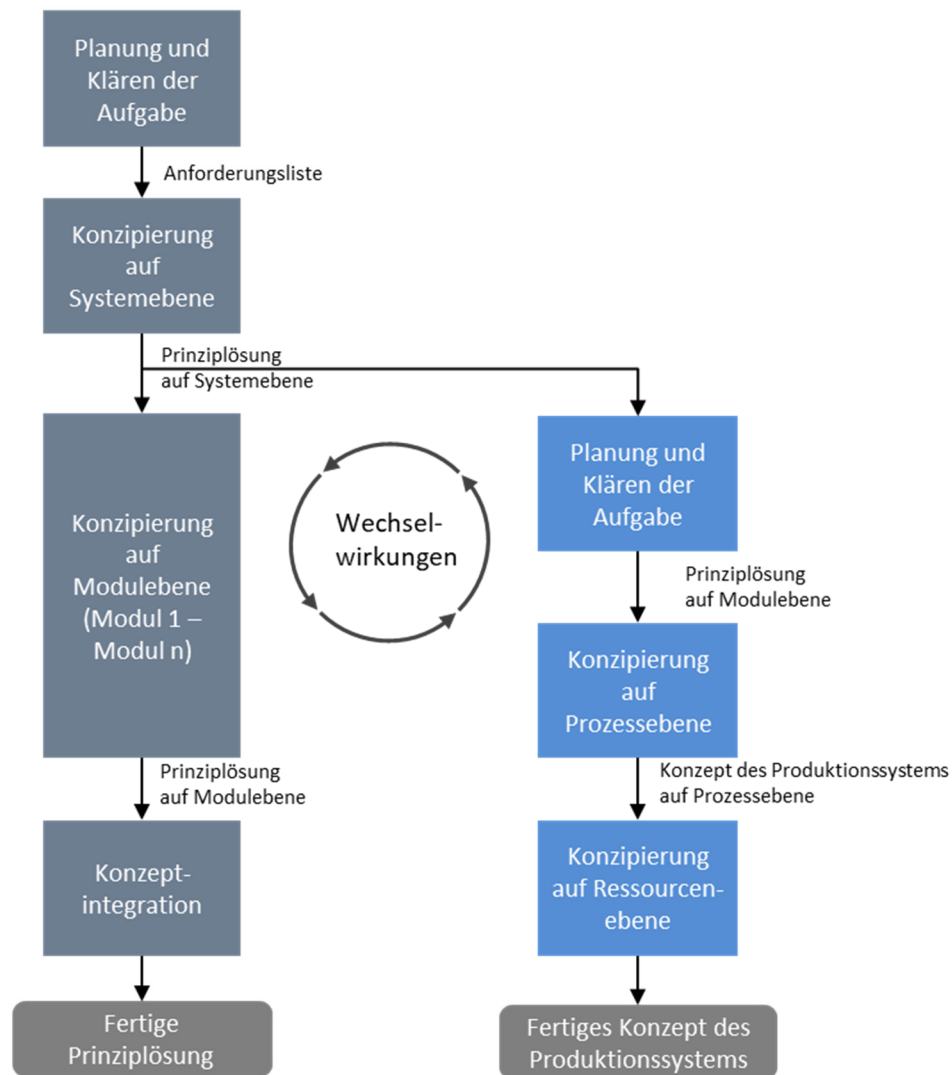 Planung und
Klären der
Aufgabe
Anforderungsliste
Konzipierung
auf
Systemebene
Prinziplösung
auf Systemebene
Konzipierung
auf
Modulebene
(Modul 1 –
Modul n)
Wechsel-
wirkungen
Planung und
Klären der
Aufgabe
Prinziplösung
auf Modulebene
Konzipierung
auf
Prozessebene
Prinziplösung
auf Modulebene
Konzept des Produktionssystems
auf Prozessebene
Konzept-
integration
Konzipierung
auf Ressourcen-
ebene
Fertige
Prinziplösung
Fertiges Konzept des
Produktionssystems